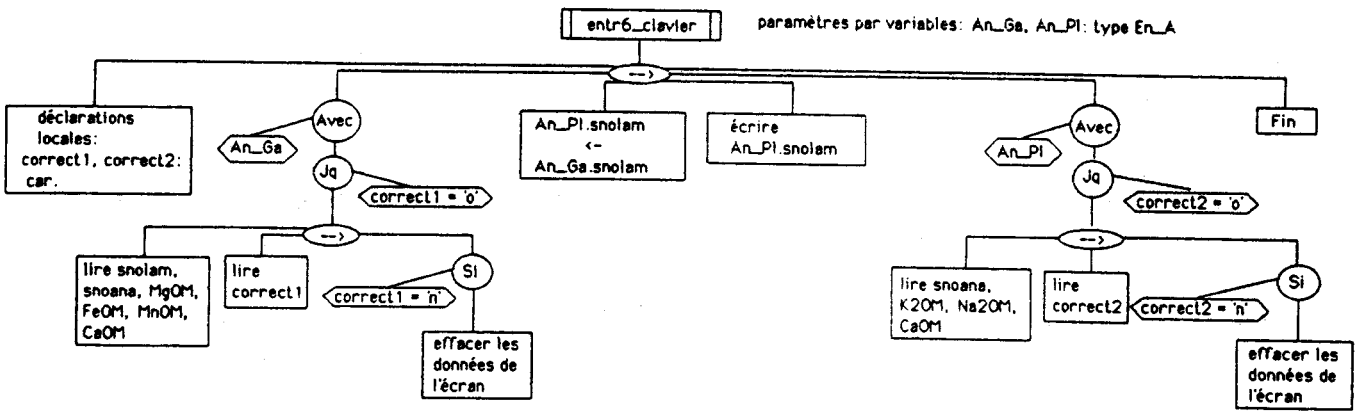 entr6_clavier
paramètres par variables: An_Ga, An_Pl: type En_A
-->
déclarations
locales:
correct1, correct2:
car.
Avec
An_Ga
Jq
correct1 = 'o'
-->
lire snolam,
snoana, MgOM,
FeOM, MnOM,
CaOM
lire
correct1
Si
correct1 = 'n'
effacer les
données de
l'écran
An_Pl.snolam
<-
An_Ga.snolam
écrire
An_Pl.snolam
Avec
An_Pl
Jq
correct2 = 'o'
-->
lire snoana,
K2OM, Na2OM,
CaOM
lire
correct2
Si
correct2 = 'n'
effacer les
données de
l'écran
Fin